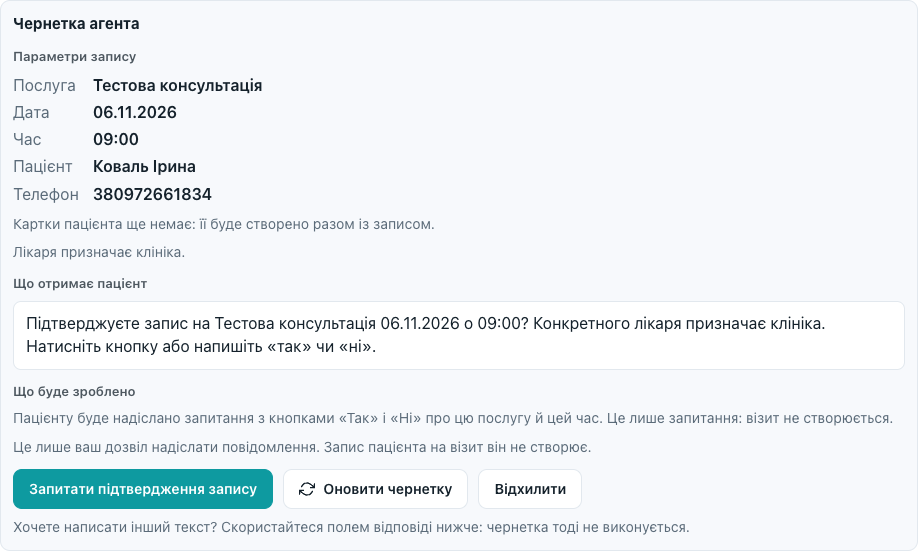 Чернетка агента
Параметри запису
Послуга Тестова консультація
Дата 06.11.2026
Час 09:00
Пацієнт Коваль Ірина
Телефон 380972661834
Картки пацієнта ще немає: її буде створено разом із записом.
Лікаря призначає клініка.
Що отримає пацієнт
Підтверджуєте запис на Тестова консультація 06.11.2026 о 09:00? Конкретного лікаря призначає клініка.
Натисніть кнопку або напишіть «так» чи «ні».
Що буде зроблено
Пацієнту буде надіслано запитання з кнопками «Так» і «Ні» про цю послугу й цей час. Це лише запитання: візит не створюється.
Це лише ваш дозвіл надіслати повідомлення. Запис пацієнта на візит він не створює.
Запитати підтвердження запису Оновити чернетку Відхилити
Хочете написати інший текст? Скористайтеся полем відповіді нижче: чернетка тоді не виконується.